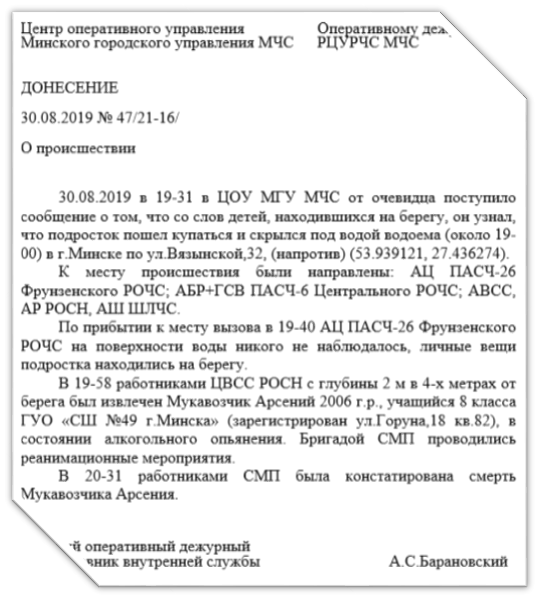 Центр оперативного управления
Минского городского управления МЧС
Оперативному
РЦУРЧС МЧС
ДОНЕСЕНИЕ
30.08.2019 № 47/21-16/
О происшествии
30.08.2019 в 19-31 в ЦОУ МГУ МЧС от очевидца поступило
сообщение о том, что со слов детей, находившихся на берегу, он узнал,
что подросток пошел купаться и скрылся под водой водоема (около 19-
00) в г.Минске по ул.Вязынской,32, (напротив) (53.939121, 27.436274).
К месту происшествия были направлены: АЦ ПАСЧ-26
Фрунзенского РОЧС; АБР+ГСВ ПАСЧ-6 Центрального РОЧС; АВСС,
АР РОСН, АШ ШЛЧС.
По прибытии к месту вызова в 19-40 АЦ ПАСЧ-26 Фрунзенского
РОЧС на поверхности воды никого не наблюдалось, личные вещи
подростка находились на берегу.
В 19-58 работниками ЦВСС РОСН с глубины 2 м в 4-х метрах от
берега был извлечен Мукавозчик Арсений 2006 г.р., учащийся 8 класса
ГУО «СШ №49 г.Минска» (зарегистрирован ул.Горуна,18 кв.82), в
состоянии алкогольного опьянения. Бригадой СМП проводились
реанимационные мероприятия.
В 20-31 работниками СМП была констатирована смерть
Мукавозчика Арсения.
оперативный дежурный
внутренней службы
А.С.Барановский